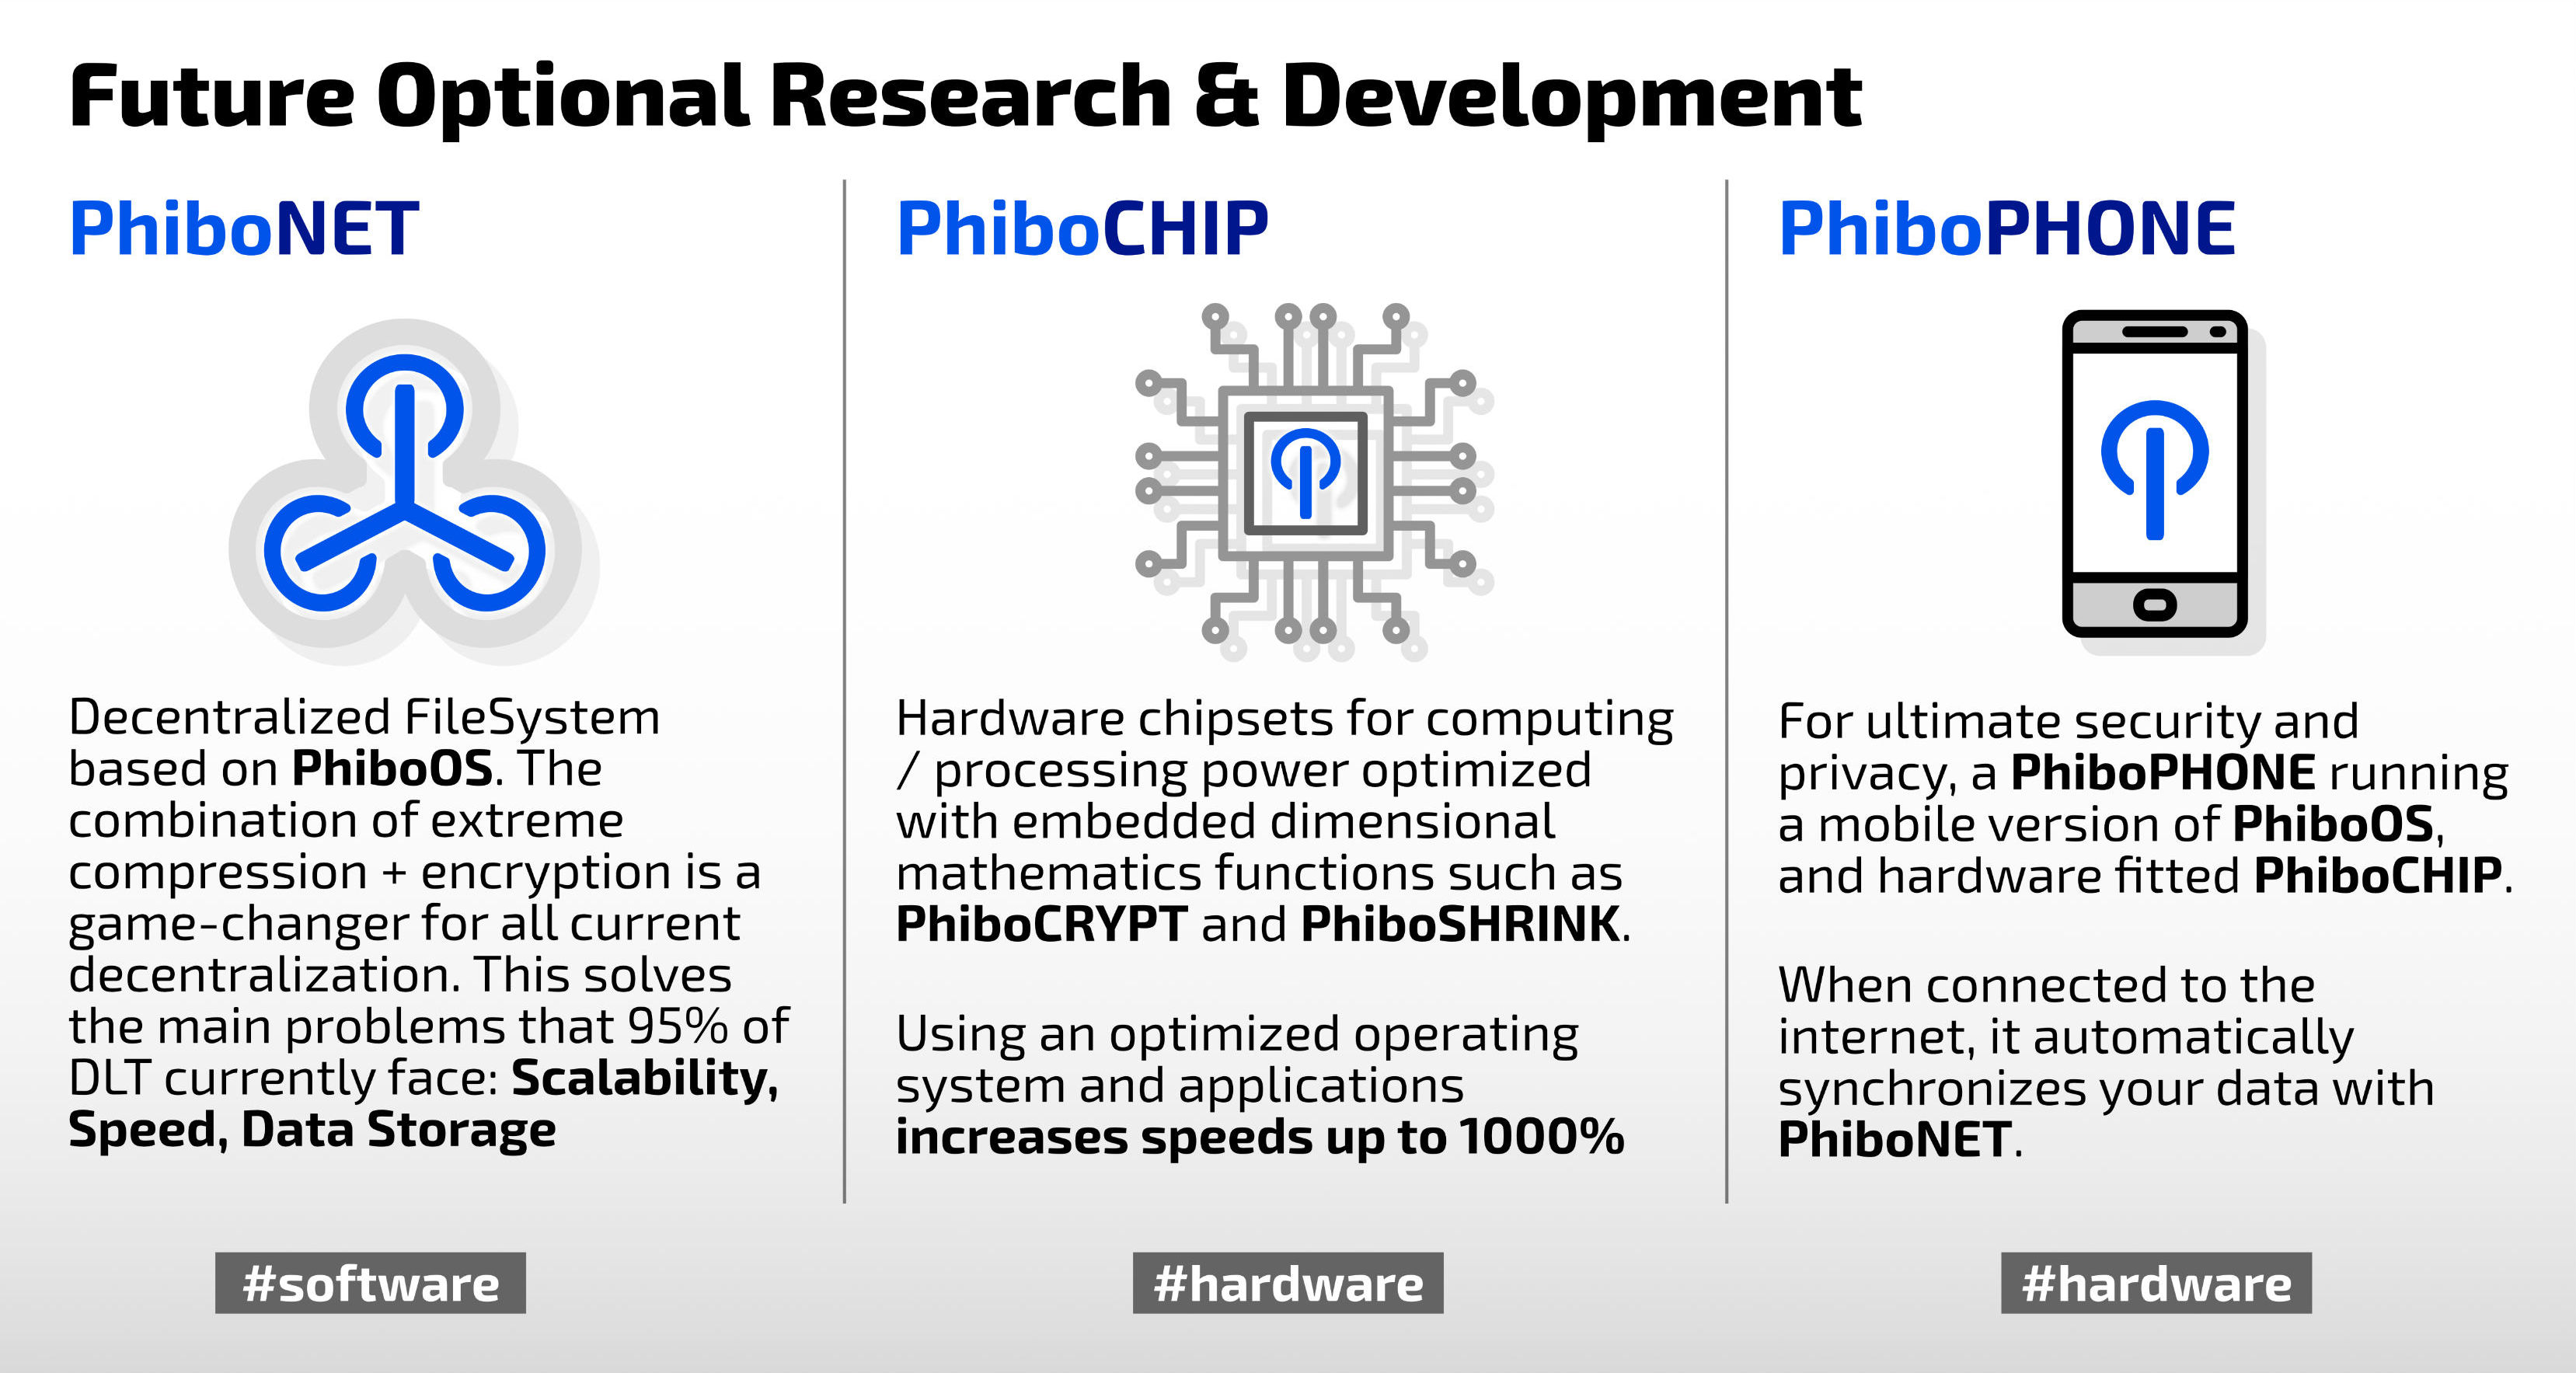 Future Optional Research & Development
PhiboNET
Decentralized FileSystem
based on PhiboOS. The
combination of extreme
compression + encryption is a
game-changer for all current
decentralization. This solves
the main problems that 95% of
DLT currently face: Scalability,
Speed, Data Storage
#software
PhiboCHIP
Hardware chipsets for computing
/ processing power optimized
with embedded dimensional
mathematics functions such as
PhiboCRYPT and PhiboSHRINK.
Using an optimized operating
system and applications
increases speeds up to 1000%
#hardware
PhiboPHONE
For ultimate security and
privacy, a PhiboPHONE running
a mobile version of PhiboOS,
and hardware fitted PhiboCHIP.
When connected to the
internet, it automatically
synchronizes your data with
PhiboNET.
#hardware